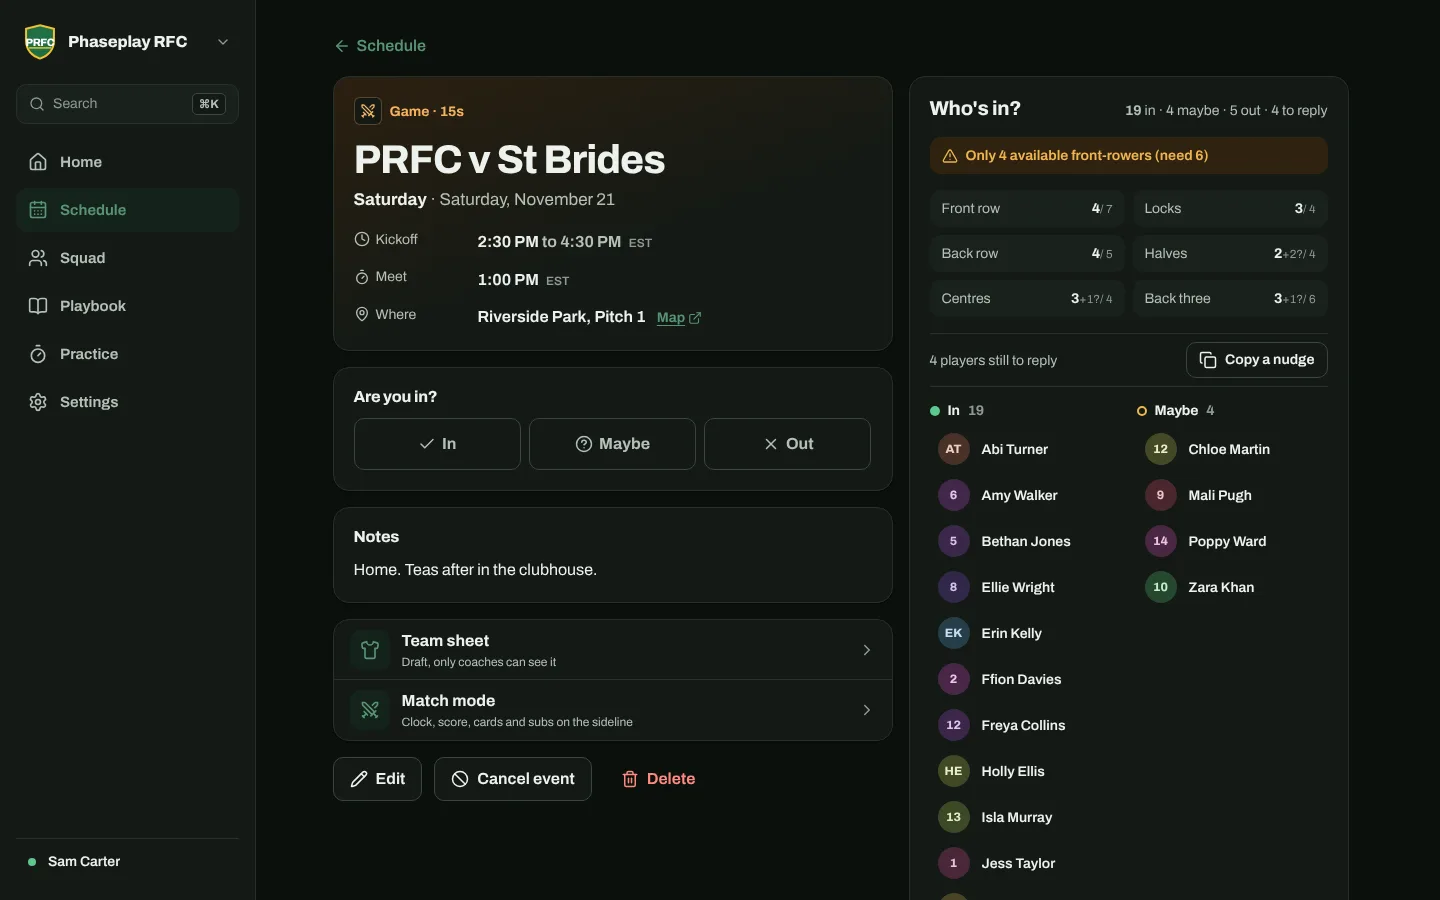 PRFC
Phaseplay RFC
Search
⌘K
Home
Schedule
Squad
Playbook
Practice
Settings
Sam Carter
Schedule
Game · 15s
PRFC v St Brides
Saturday · Saturday, November 21
Kickoff
2:30 PM to 4:30 PM EST
Meet
1:00 PM EST
Where
Riverside Park, Pitch 1 Map
Are you in?
In
Maybe
Out
Notes
Home. Teas after in the clubhouse.
Team sheet
Draft, only coaches can see it
Match mode
Clock, score, cards and subs on the sideline
Edit
Cancel event
Delete
Who's in?
19 in · 4 maybe · 5 out · 4 to reply
Only 4 available front-rowers (need 6)
Front row 4/ 7
Locks 3/ 4
Back row 4/ 5
Halves 2+2?/ 4
Centres 3+1?/ 4
Back three 3+1?/ 6
4 players still to reply
Copy a nudge
In 19
AT Abi Turner
6 Amy Walker
5 Bethan Jones
8 Ellie Wright
EK Erin Kelly
2 Ffion Davies
12 Freya Collins
HE Holly Ellis
13 Isla Murray
1 Jess Taylor
Maybe 4
12 Chloe Martin
9 Mali Pugh
14 Poppy Ward
10 Zara Khan